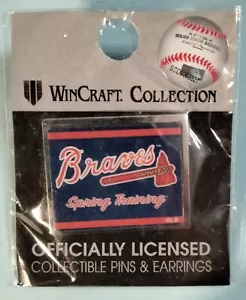 WINCRAFT COLLECTION
Braves
Spring Training
MLB
OFFICIALLY LICENSED
COLLECTIBLE PINS & EARRINGS